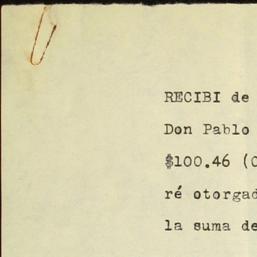 RECIBI de
Don Pablo
$100.46 (
ré otorgad
la suma de